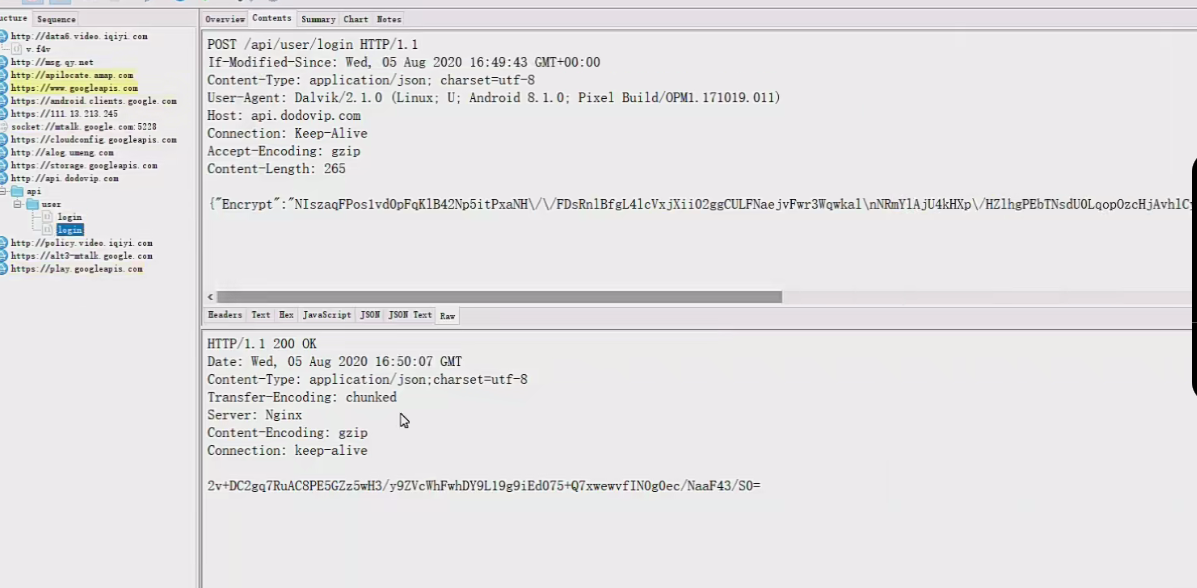 ucture Sequence
http://data6.video.iqiyi.com
v.f4v
http://msg.qy.net
http://apilocate.amap.com
https://www.googleapis.com
https://android.clients.google.com
https://111.13.213.245
socket://mtalk.google.com:5228
https://cloudconfig.googleapis.com
http://alog.umeng.com
https://storage.googleapis.com
http://api.dodovip.com
api
user
login
login
http://policy.video.iqiyi.com
https://alt3-mtalk.google.com
https://play.googleapis.com
Overview Contents Summary Chart Notes
POST /api/user/login HTTP/1.1
If-Modified-Since: Wed, 05 Aug 2020 16:49:43 GMT+00:00
Content-Type: application/json; charset=utf-8
User-Agent: Dalvik/2.1.0 (Linux; U; Android 8.1.0; Pixel Build/OPM1.171019.011)
Host: api.dodovip.com
Connection: Keep-Alive
Accept-Encoding: gzip
Content-Length: 265
{"Encrypt":"NIszaqFPos1vd0pFqKlB42Np5itPxaNH\/\/FDsRnlBfgL4lcVxjXii02ggCULFNaejvFwr3Wqwkal\nNRmYlAjU4kHXp\/HZlhgPEbTNsdU0LqopOzcHjAvhlC
Headers Text Hex JavaScript JSON JSON Text Raw
HTTP/1.1 200 OK
Date: Wed, 05 Aug 2020 16:50:07 GMT
Content-Type: application/json;charset=utf-8
Transfer-Encoding: chunked
Server: Nginx
Content-Encoding: gzip
Connection: keep-alive
2v+DC2gq7RuAC8PE5GZz5wH3/y9ZVcWhFwhDY9L19g9iEd075+Q7xwewvfIN0g0ec/NaaF43/S0=